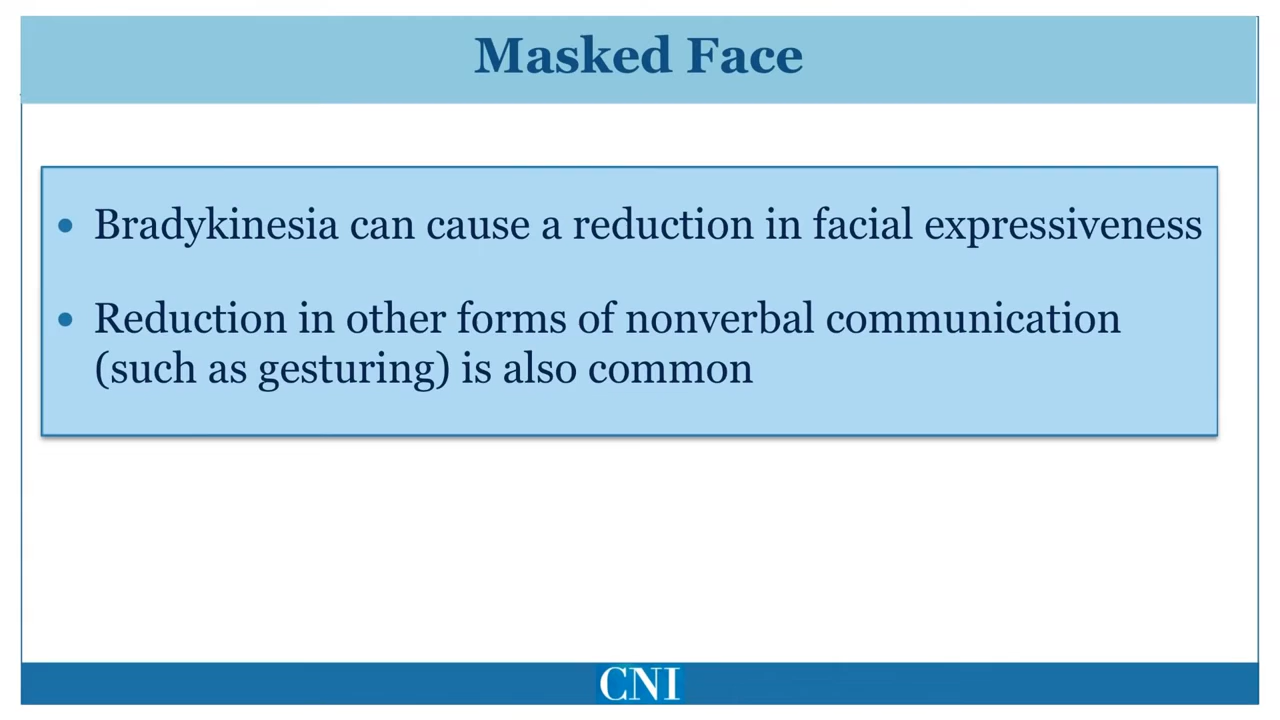 Masked Face
• Bradykinesia can cause a reduction in facial expressiveness
• Reduction in other forms of nonverbal communication
(such as gesturing) is also common
CNI